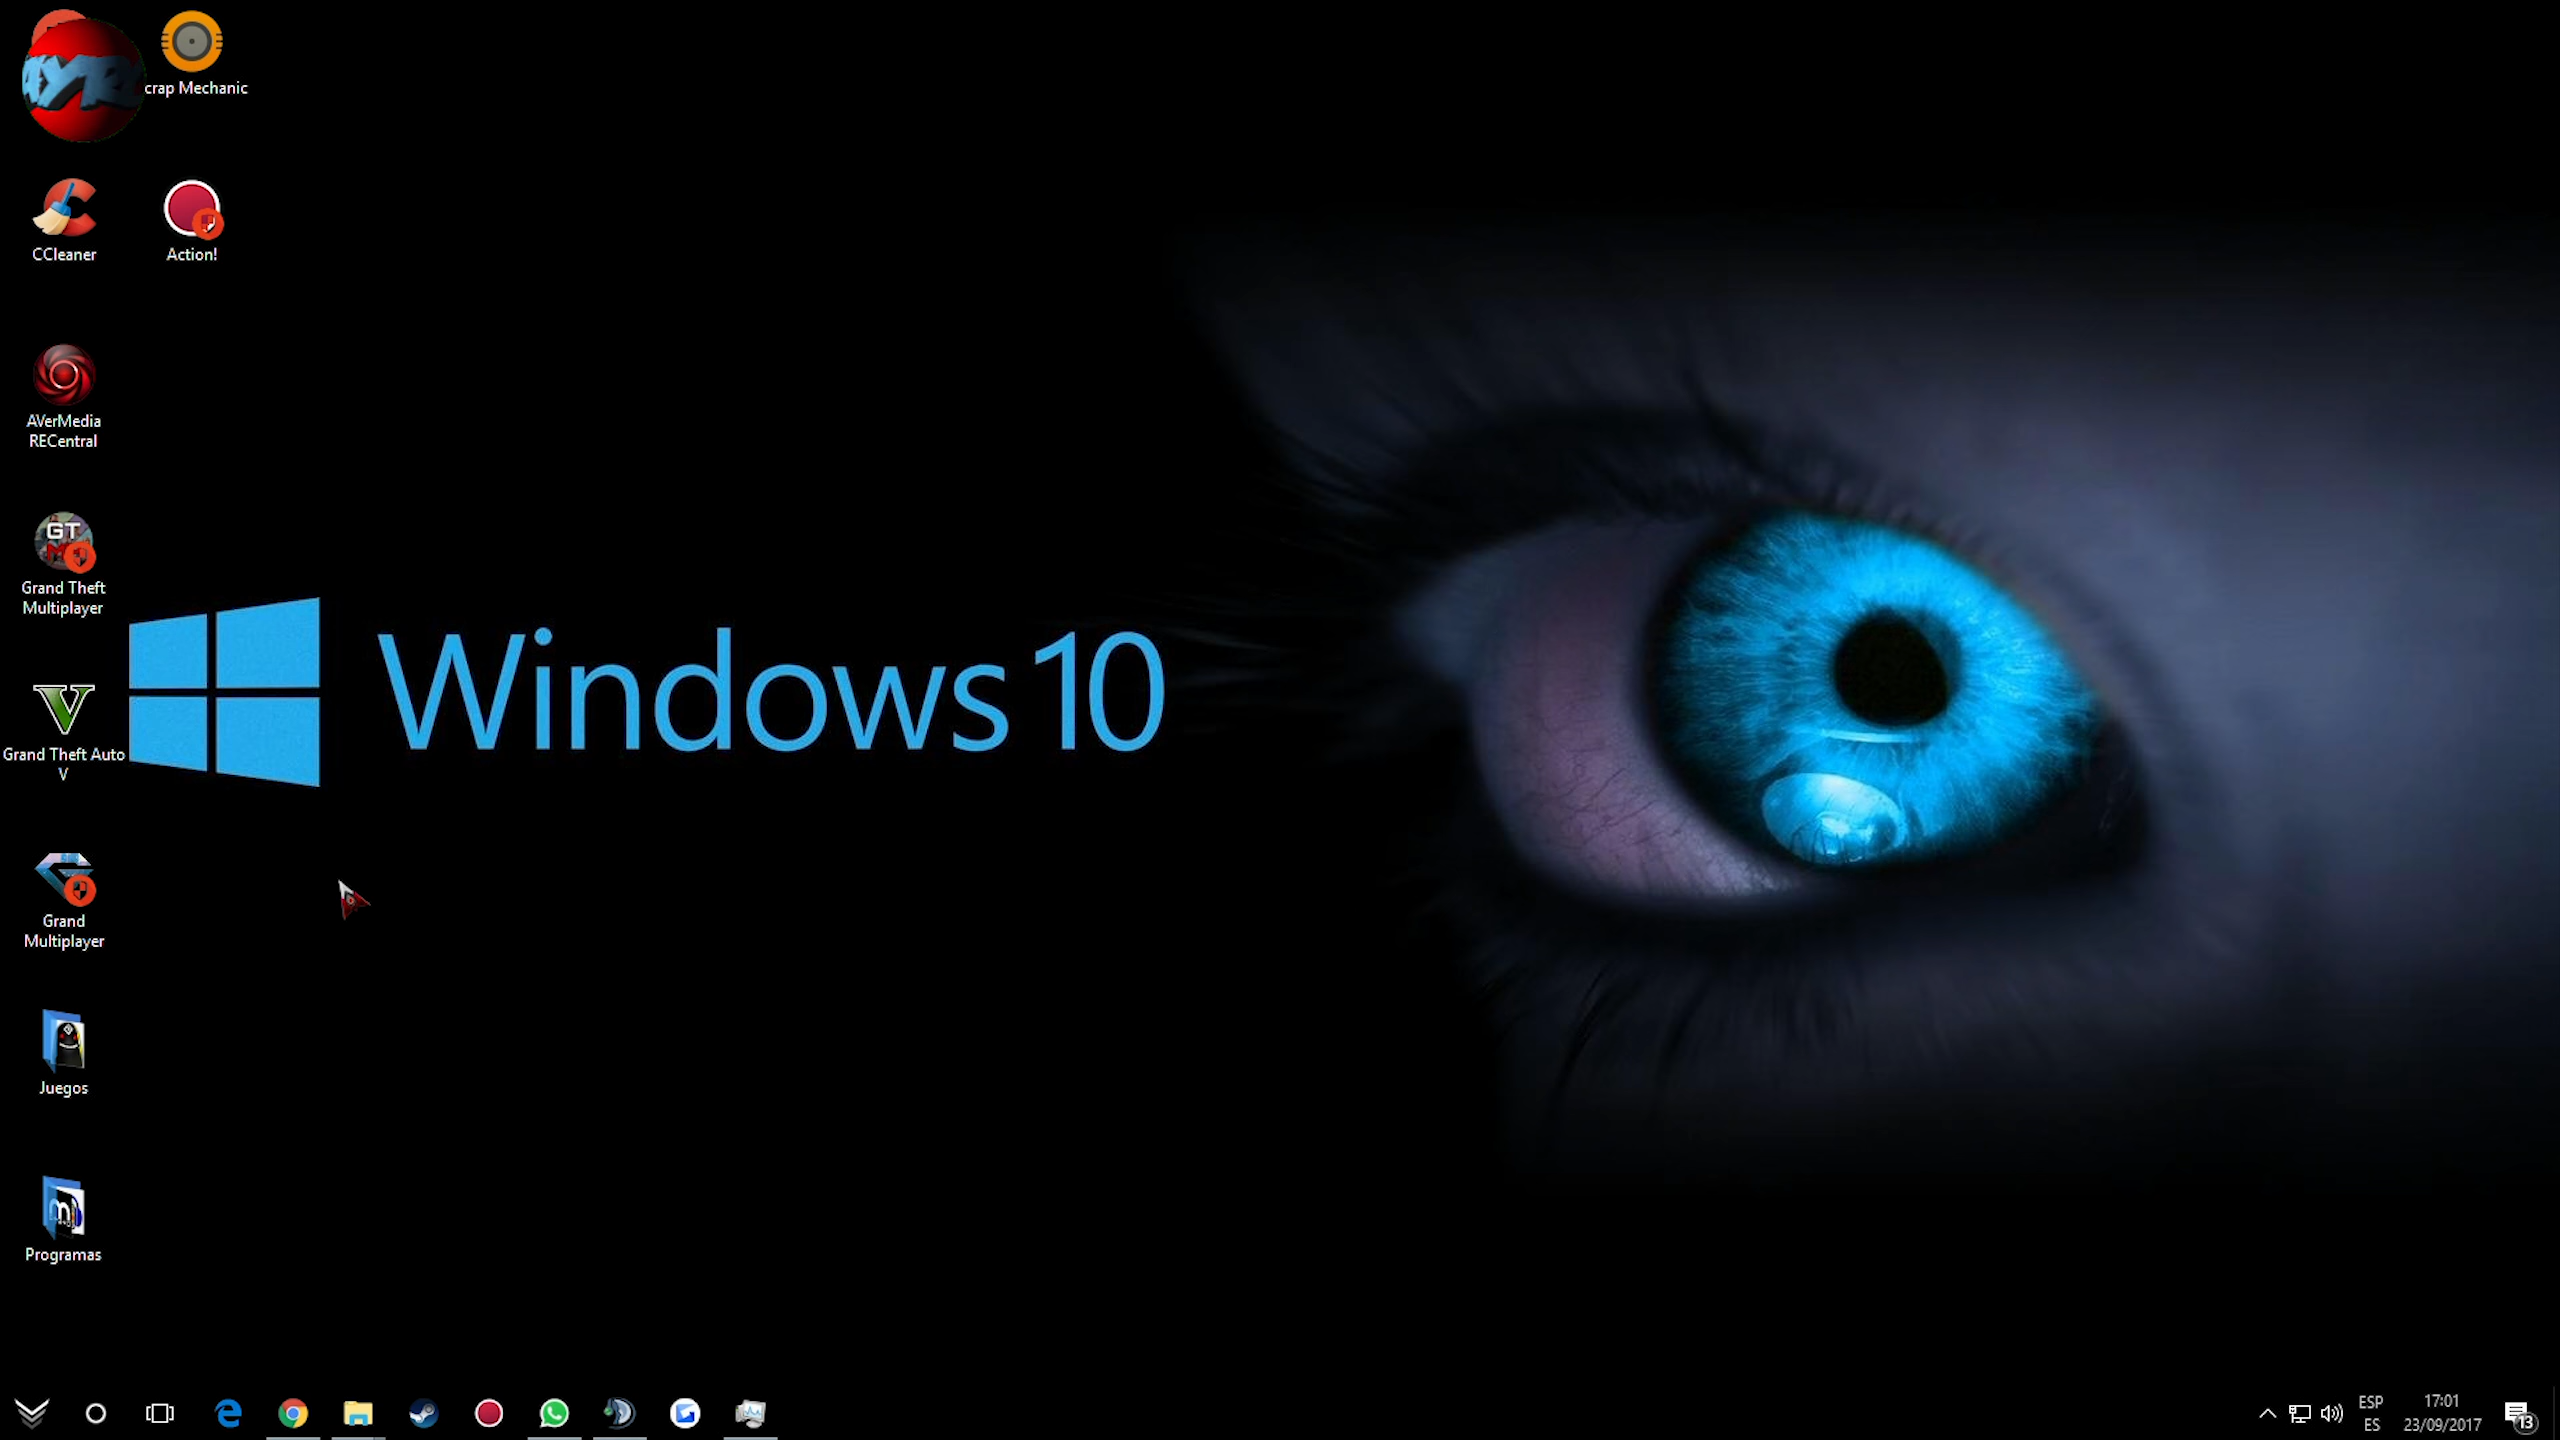 crap Mechanic
CCleaner
Action!
AVerMedia
RECentral
GT
Grand Theft
Multiplayer
Windows 10
V
Grand Theft Auto
V
Grand
Multiplayer
Juegos
Programas
ESP
ES
17:01
23/09/2017
13